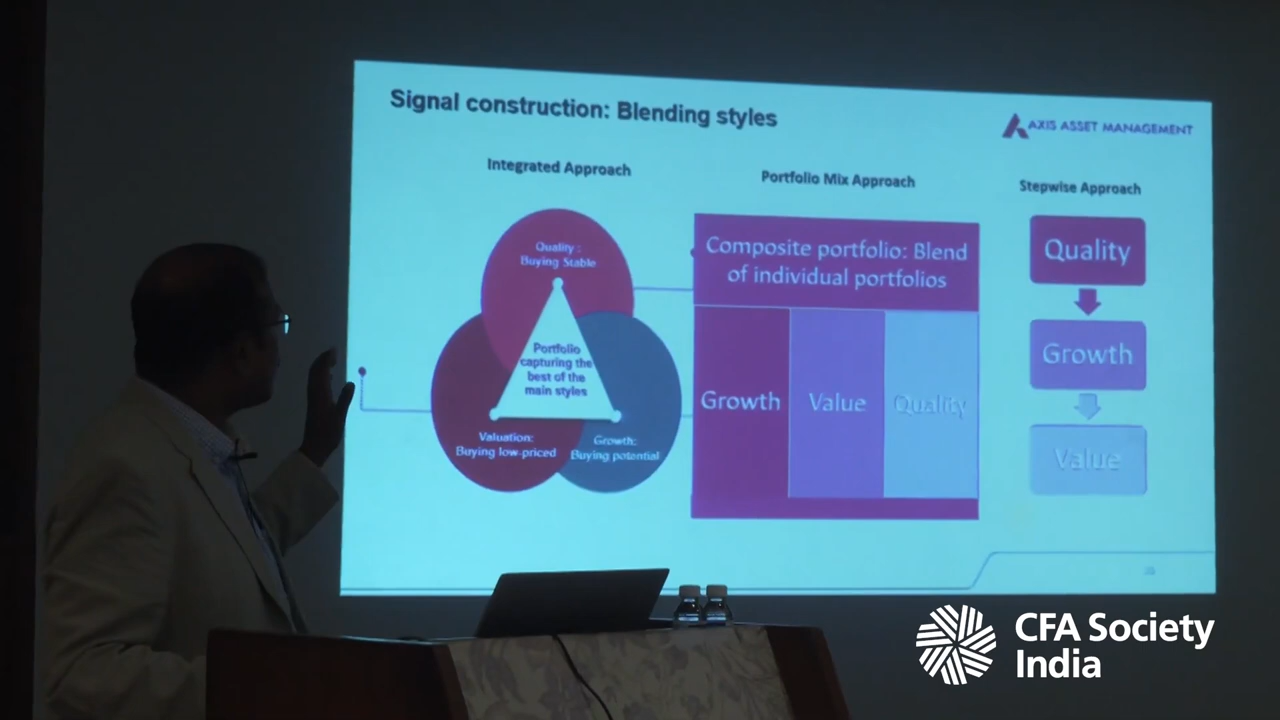 Signal construction: Blending styles
AXIS ASSET MANAGEMENT
Integrated Approach
Quality :
Buying Stable
Portfolio
capturing the
best of the
main styles
Valuation:
Buying low-priced
Growth:
Buying potential
Portfolio Mix Approach
Composite portfolio: Blend
of individual portfolios
Growth
Value
Quality
Stepwise Approach
Quality
Growth
Value
CFA Society
India